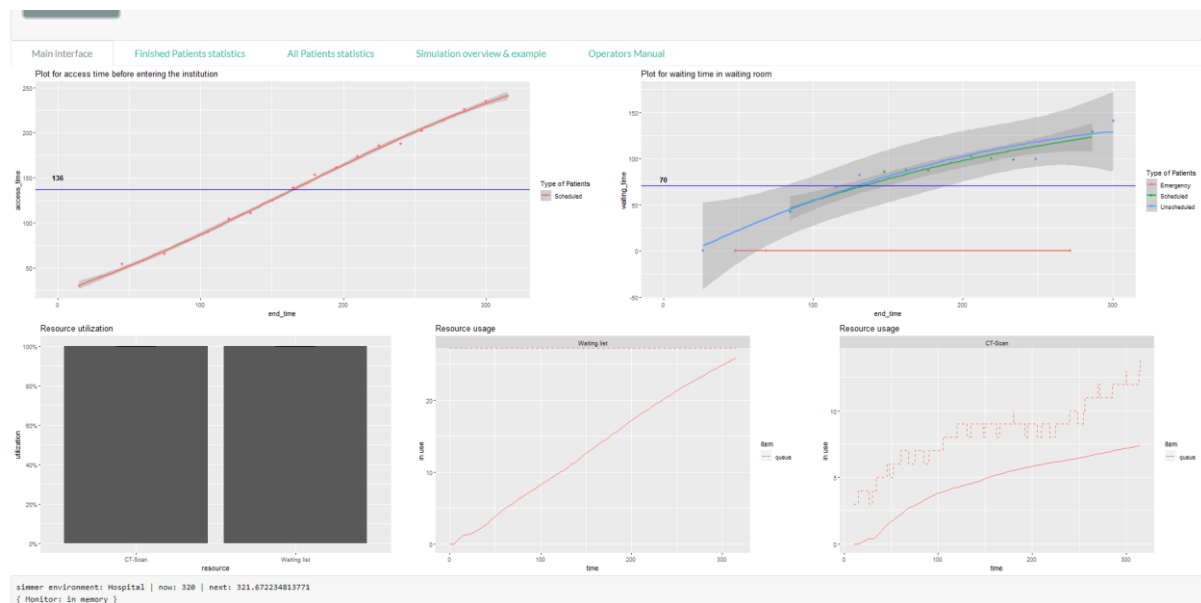 Main interface Finished Patients statistics All Patients statistics Simulation overview & example Operators Manual
Plot for access time before entering the institution
250
200
150
100
50
136
access_time
0 100 200 300
end_time
Type of Patients
Scheduled
Plot for waiting time in waiting room
150
100
50
0
-50
70
waiting_time
0 100 200 300
end_time
Type of Patients
Emergency
Scheduled
Unscheduled
Resource utilization
100%
80%
60%
40%
20%
0%
utilization
CT-Scan Waiting list
resource
Resource usage
Waiting list
20
10
0
in use
0 100 200 300
time
item
queue
Resource usage
CT-Scan
10
5
0
in use
0 100 200 300
time
item
queue
simmer environment: Hospital | now: 320 | next: 321.672234813771
{ Monitor: in memory }